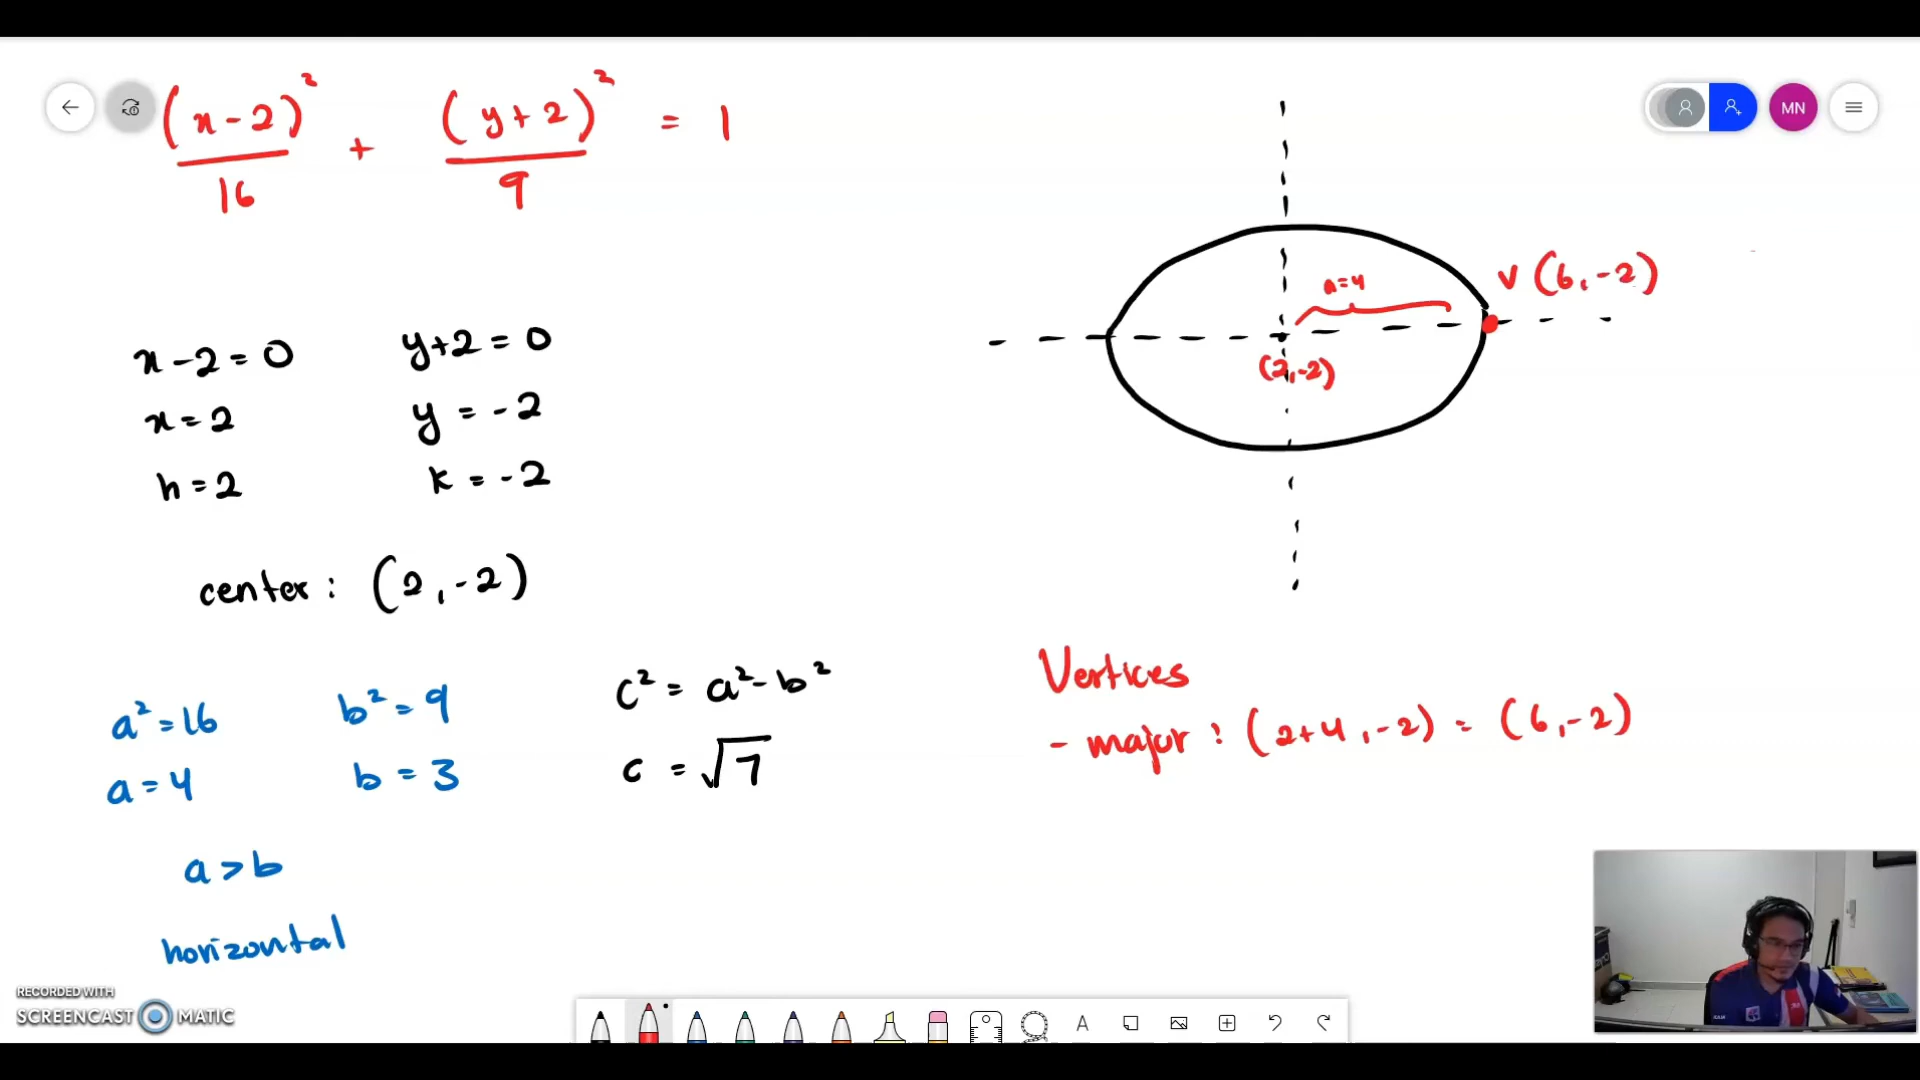 (x-2)² / 16 + (y+2)² / 9 = 1
x-2=0
x=2
h=2
y+2=0
y = -2
k = -2
center : (2, -2)
a²=16
a=4
b²=9
b = 3
c² = a²-b²
c = √7
a>b
horizontal
a=4
V (6,-2)
(2,-2)
Vertices
- major : (2+4, -2) = (6,-2)
MN
A
RECORDED WITH
SCREENCAST MATIC